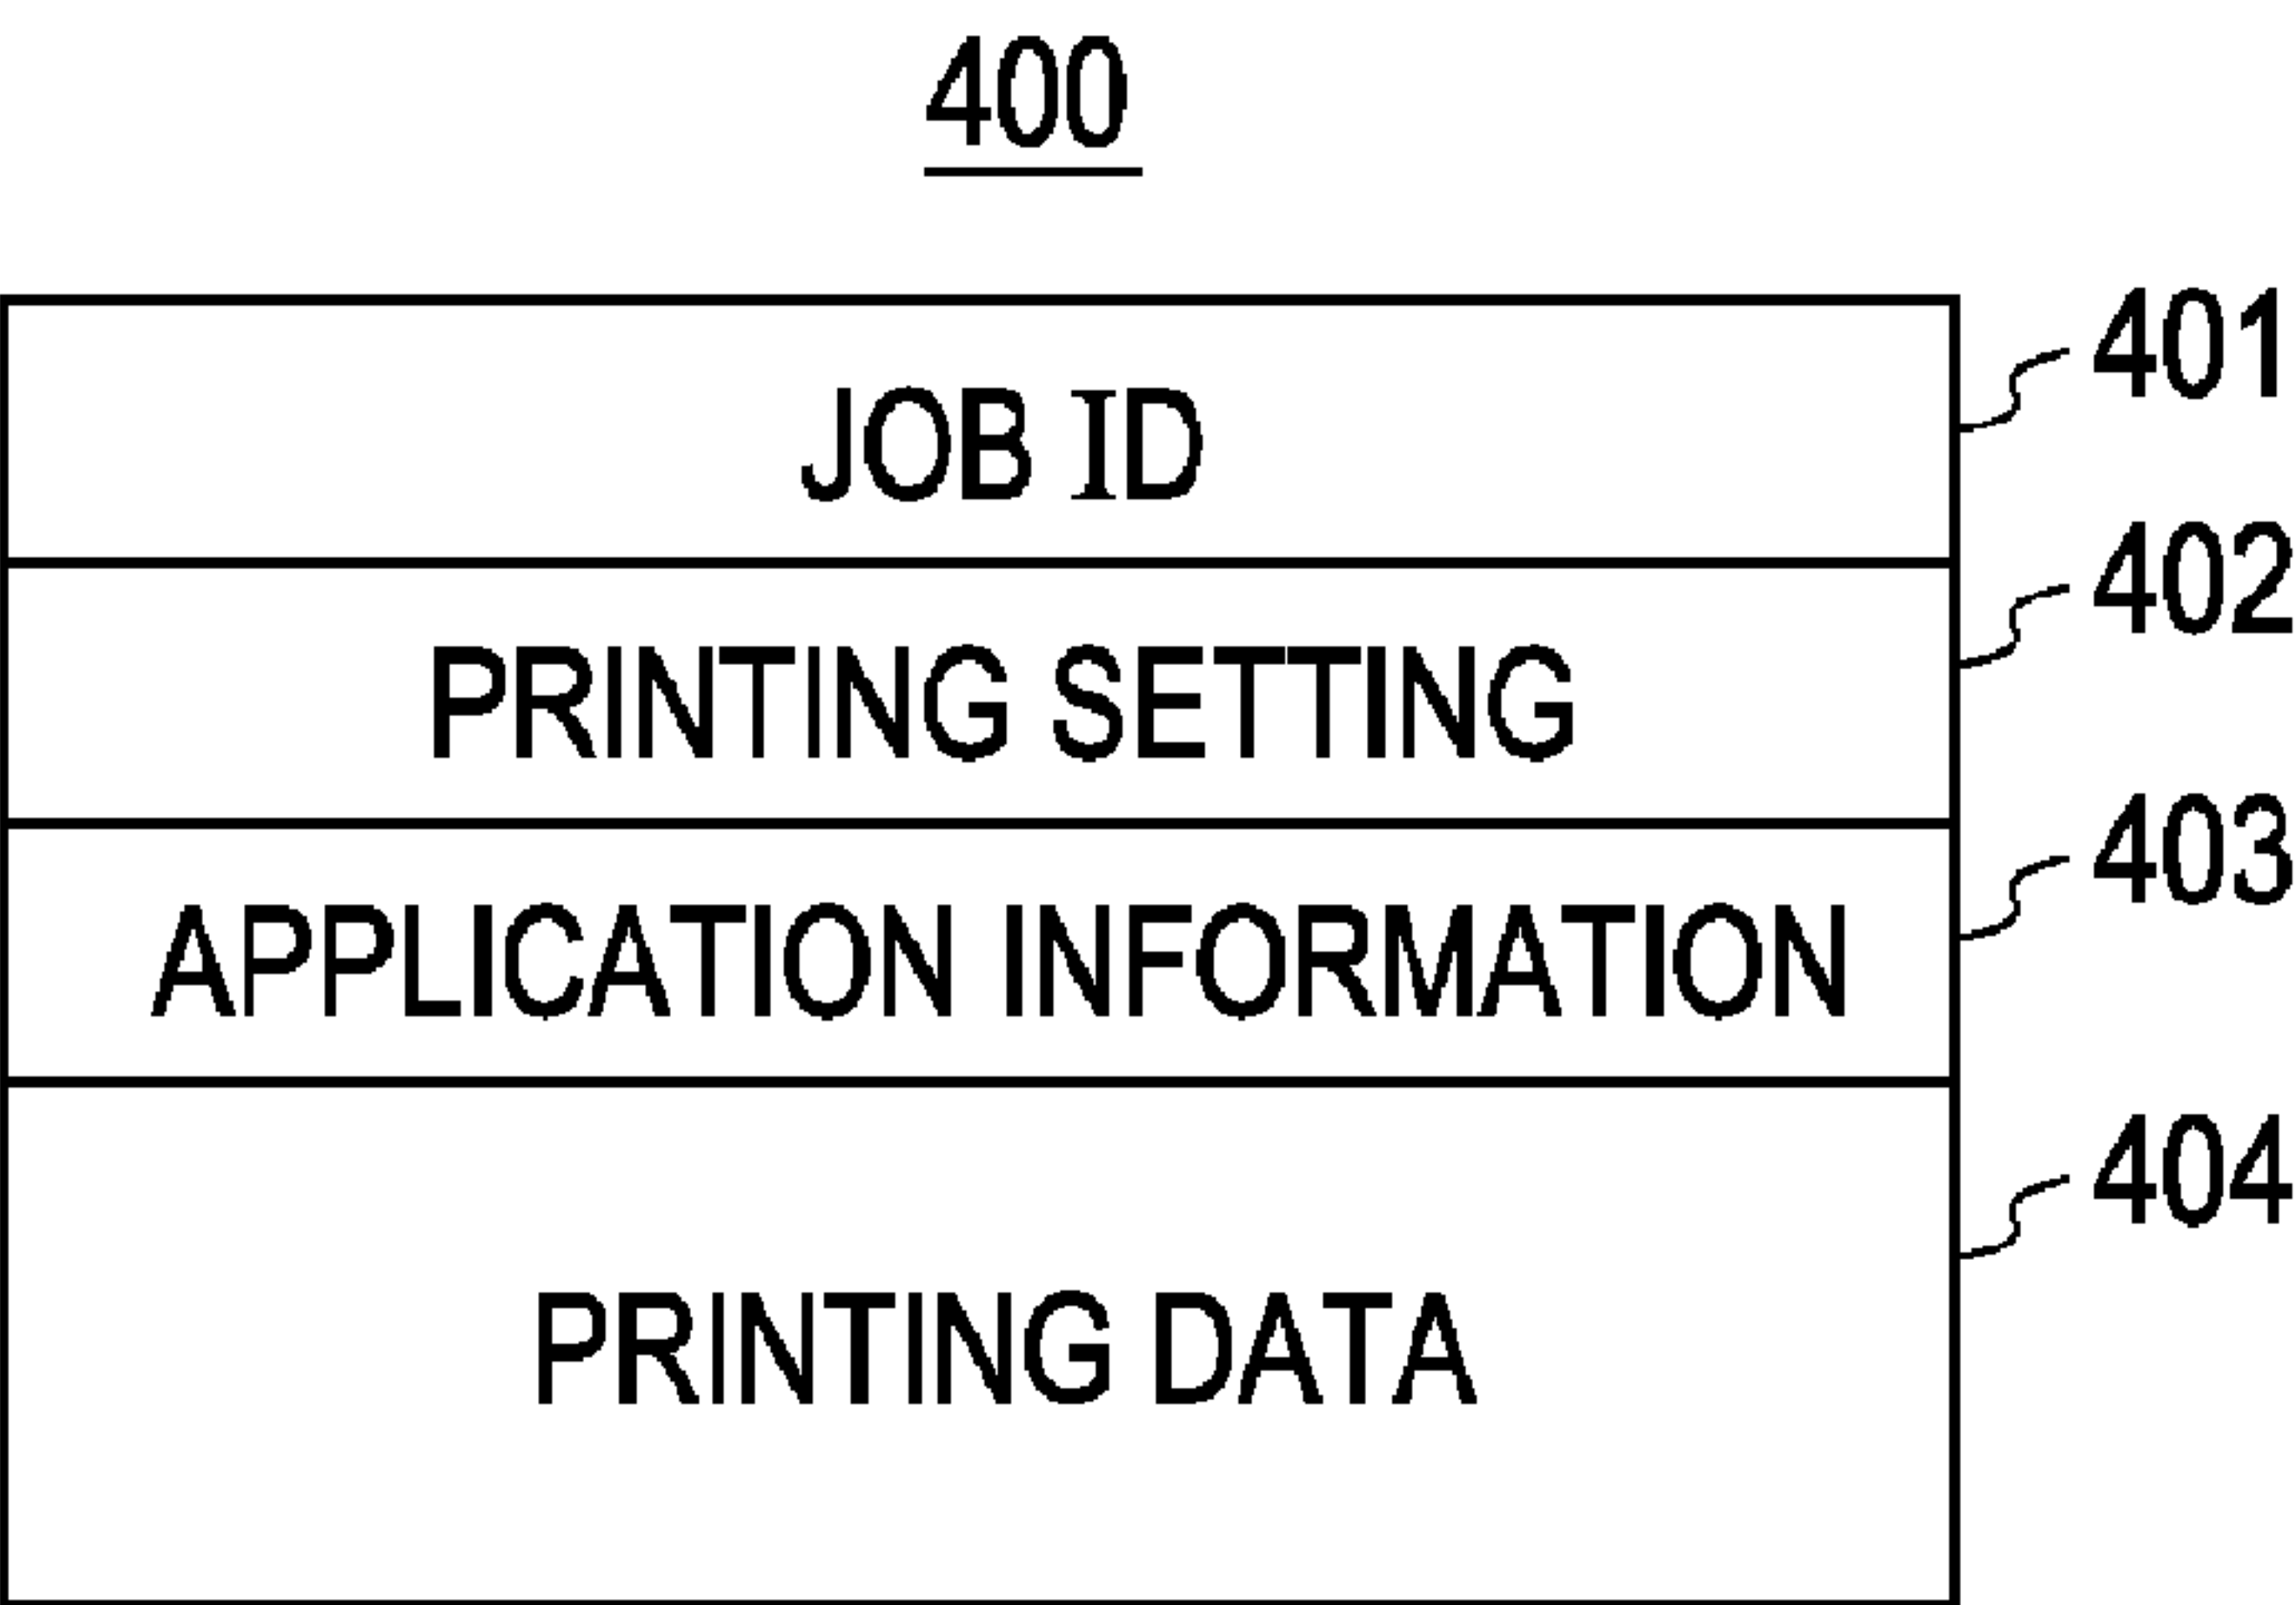 400
JOB ID
401
PRINTING SETTING
402
APPLICATION INFORMATION
403
PRINTING DATA
404